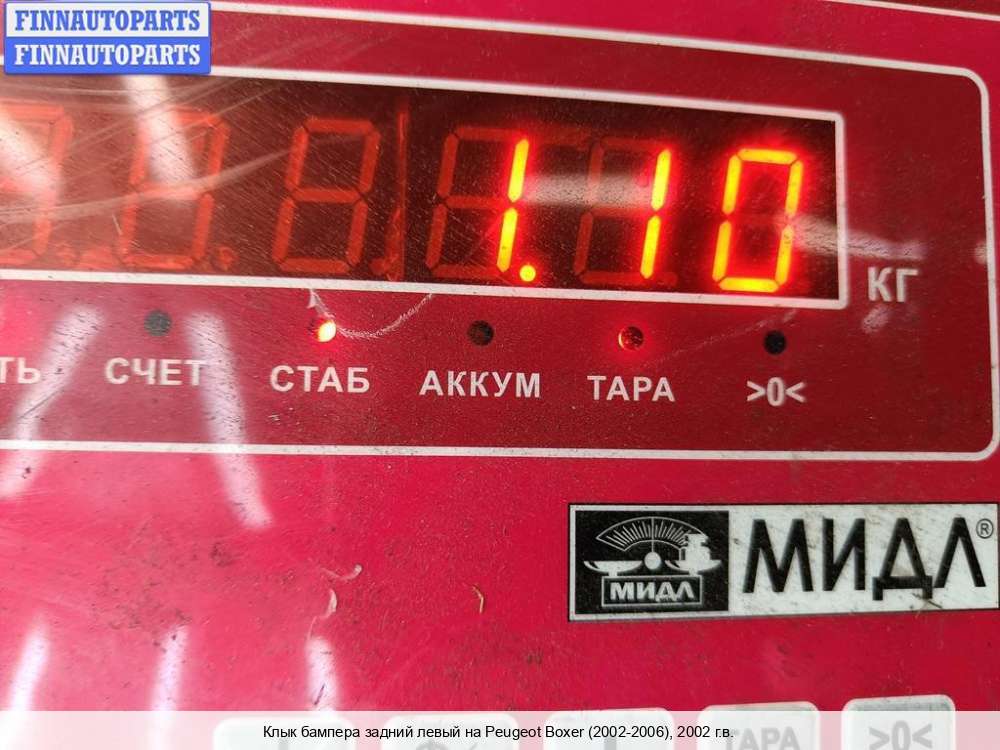 FINNAUTOPARTS
FINNAUTOPARTS
1.10
КГ
ТЬ СЧЕТ СТАБ АККУМ ТАРА >0<
МИДЛ МИДЛ®
ТАРА >0<
Клык бампера задний левый на Peugeot Boxer (2002-2006), 2002 г.в.